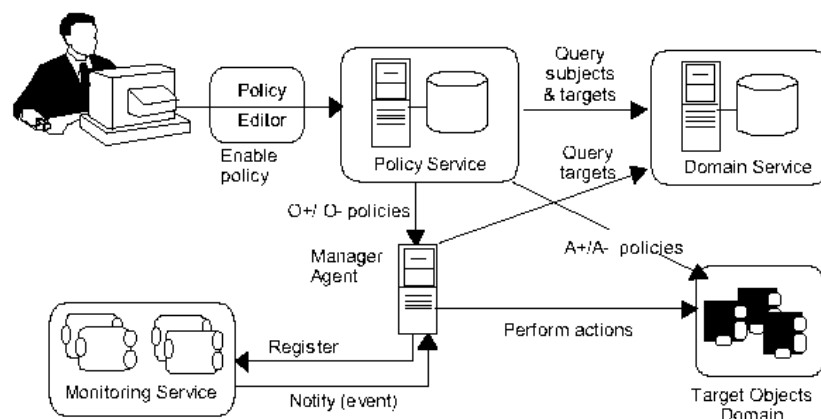 Policy
Editor
Enable
policy
Policy Service
Query
subjects
& targets
Domain Service
Query
targets
O+/ O- policies
Manager
Agent
A+/A- policies
Perform actions
Register
Monitoring Service
Notify (event)
Target Objects
Domain